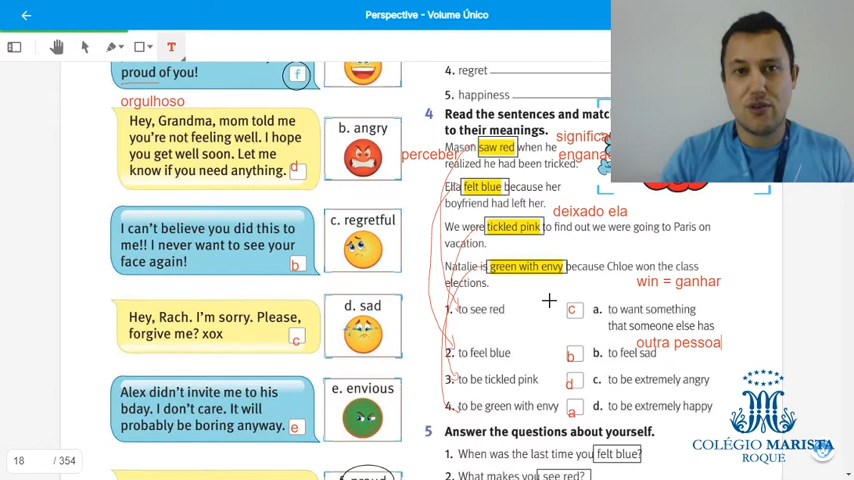 Perspective - Volume Único
T
proud of you!
f
orgulhoso
Hey, Grandma, mom told me
you're not feeling well. I hope
you get well soon. Let me
know if you need anything.
d
b. angry
I can't believe you did this to
me!! I never want to see your
face again!
b
c. regretful
Hey, Rach. I'm sorry. Please,
forgive me? xox
c
d. sad
Alex didn't invite me to his
bday. I don't care. It will
probably be boring anyway.
e
e. envious
f. proud
4. regret
5. happiness
4 Read the sentences and matc
to their meanings.
significa
Mason saw red when he
perceber
enganad
realized he had been tricked.
Ella felt blue because her
boyfriend had left her.
deixado ela
We were tickled pink to find out we were going to Paris on
vacation.
Natalie is green with envy because Chloe won the class
elections.
win = ganhar
1. to see red
c
a. to want something
that someone else has
outra pessoa
2. to feel blue
b
b. to feel sad
3. to be tickled pink
d
c. to be extremely angry
4. to be green with envy
a
d. to be extremely happy
5 Answer the questions about yourself.
1. When was the last time you felt blue?
2. What makes you see red?
COLÉGIO MARISTA
ROQUE
18 / 354